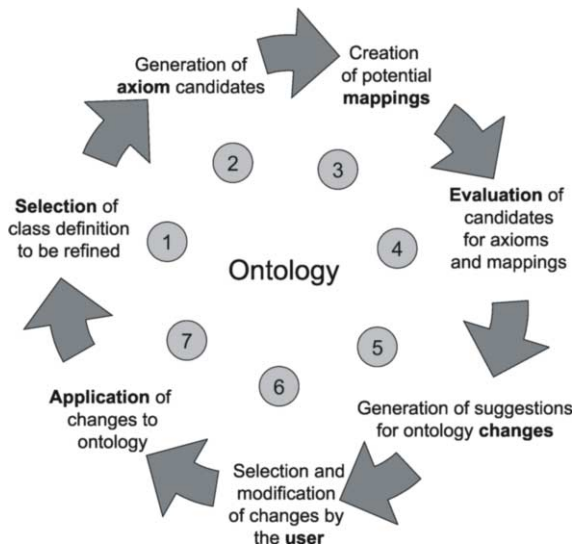 Generation of
axiom candidates
Creation
of potential
mappings
2
3
Selection of
class definition
to be refined
1
Evaluation of
candidates
for axioms
and mappings
4
Ontology
7
5
6
Application of
changes to
ontology
Generation of suggestions
for ontology changes
Selection and
modification
of changes by
the user